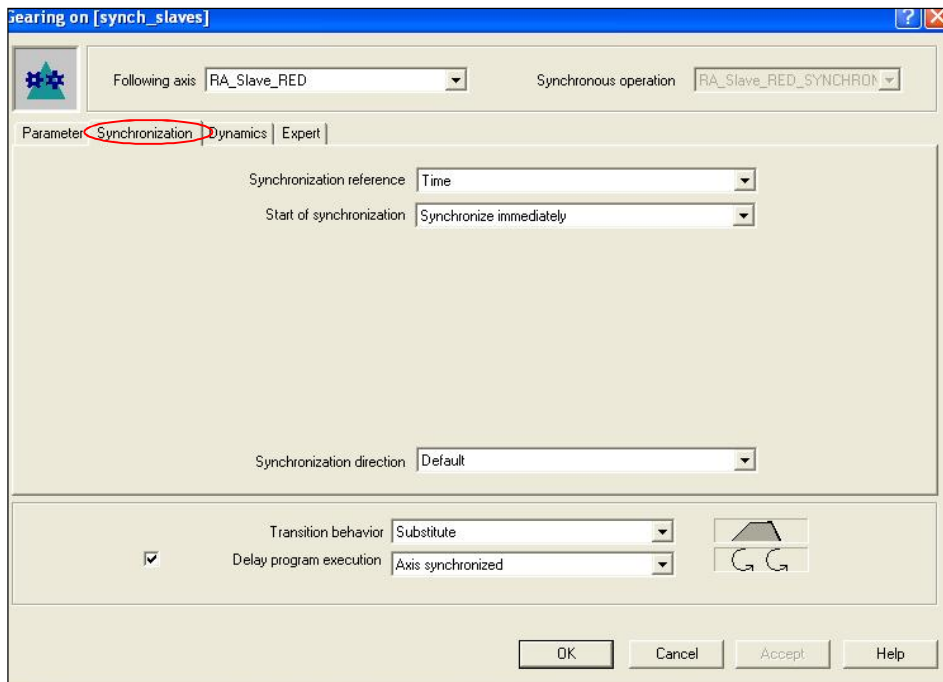 Gearing on [synch_slaves]
Following axis RA_Slave_RED Synchronous operation RA_Slave_RED_SYNCHRON
Parameter Synchronization Dynamics Expert
Synchronization reference Time
Start of synchronization Synchronize immediately
Synchronization direction Default
Transition behavior Substitute
Delay program execution Axis synchronized
OK Cancel Accept Help